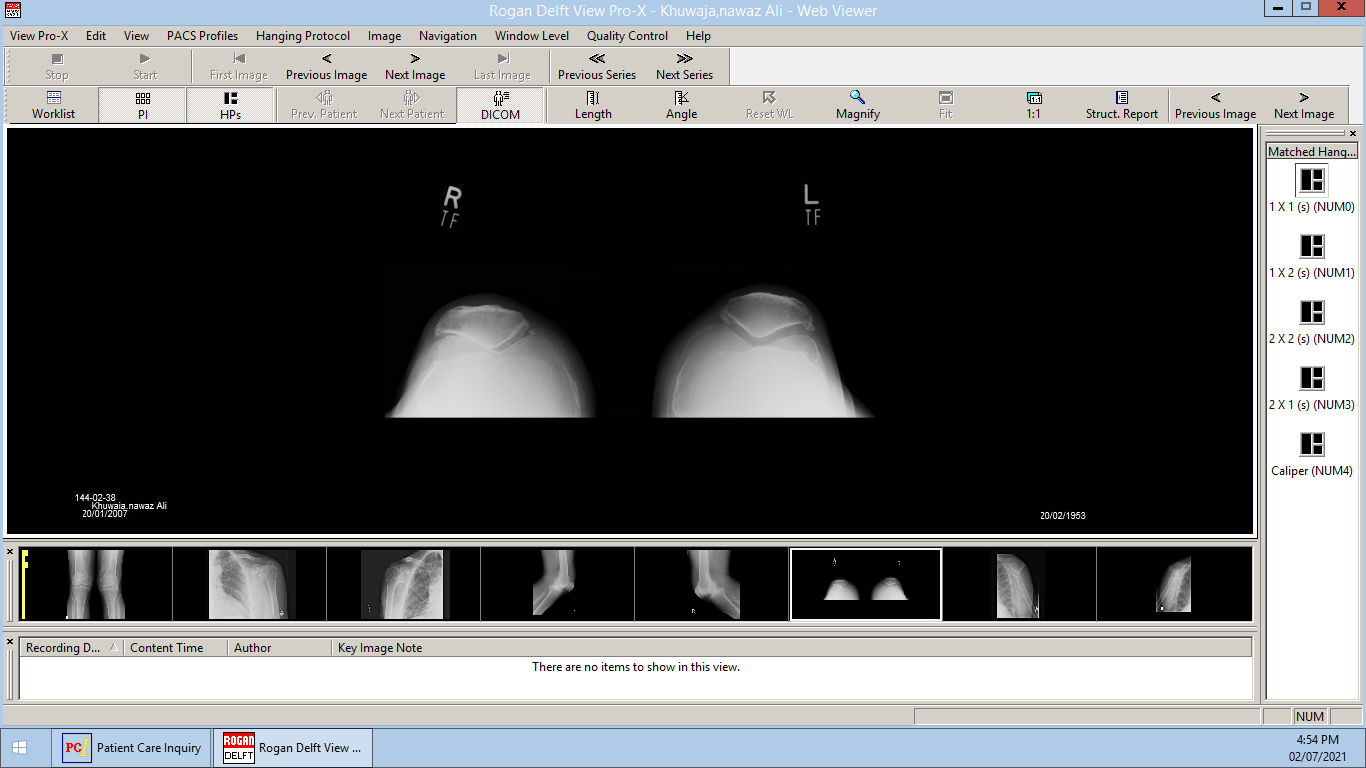 Rogan Delft View Pro-X - Khuwaja,nawaz Ali - Web Viewer
View Pro-X Edit View PACS Profiles Hanging Protocol Image Navigation Window Level Quality Control Help
Stop Start First Image Previous Image Next Image Last Image Previous Series Next Series
Worklist PI HPs Prev. Patient Next Patient DICOM Length Angle Reset WL Magnify Fit 1:1 Struct. Report Previous Image Next Image
Matched Hang...
1 X 1 (s) (NUM0)
1 X 2 (s) (NUM1)
2 X 2 (s) (NUM2)
2 X 1 (s) (NUM3)
Caliper (NUM4)
R L
TF TF
144-02-38
Khuwaja,nawaz Ali
20/01/2007
20/02/1953
Recording D... Content Time Author Key Image Note
There are no items to show in this view.
NUM
PCI Patient Care Inquiry ROGAN DELFT Rogan Delft View ...
4:54 PM
02/07/2021